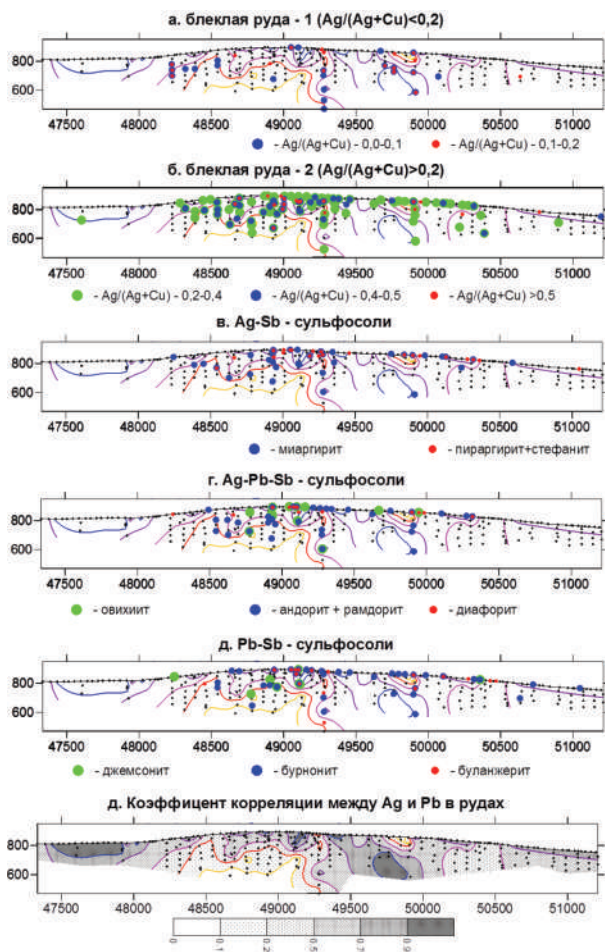 а. блеклая руда - 1 (Ag/(Ag+Cu)<0,2)
800
600
47500 48000 48500 49000 49500 50000 50500 51000
- Ag/(Ag+Cu) - 0,0-0,1 - Ag/(Ag+Cu) - 0,1-0,2
б. блеклая руда - 2 (Ag/(Ag+Cu)>0,2)
800
600
47500 48000 48500 49000 49500 50000 50500 51000
- Ag/(Ag+Cu) - 0,2-0,4 - Ag/(Ag+Cu) - 0,4-0,5 - Ag/(Ag+Cu) >0,5
в. Ag-Sb - сульфосоли
800
600
47500 48000 48500 49000 49500 50000 50500 51000
- миаргирит - пираргирит+стефанит
г. Ag-Pb-Sb - сульфосоли
800
600
47500 48000 48500 49000 49500 50000 50500 51000
- овихиит - андорит + рамдорит - диафорит
д. Pb-Sb - сульфосоли
800
600
47500 48000 48500 49000 49500 50000 50500 51000
- джемсонит - бурнонит - буланжерит
д. Коэффицент корреляции между Ag и Pb в рудах
800
600
47500 48000 48500 49000 49500 50000 50500 51000
0